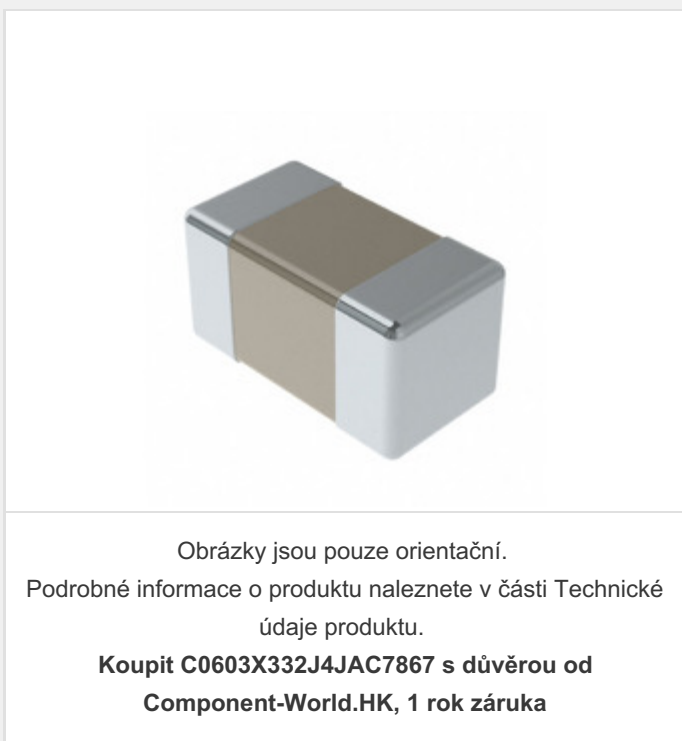 Obrázky jsou pouze orientační.
Podrobné informace o produktu naleznete v části Technické
údaje produktu.
Koupit C0603X332J4JAC7867 s důvěrou od
Component-World.HK, 1 rok záruka